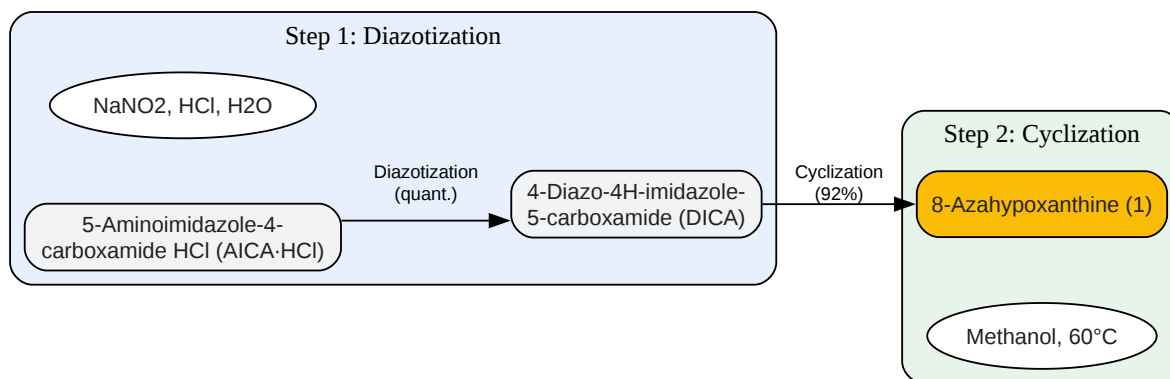 Step 1: Diazotization
NaNO2, HCl, H2O
5-Aminoimidazole-4-
carboxamide HCl (AICA·HCl)
Diazotization
(quant.)
4-Diazo-4H-imidazole-
5-carboxamide (DICA)
Cyclization
(92%)
Step 2: Cyclization
8-Azahypoxanthine (1)
Methanol, 60°C